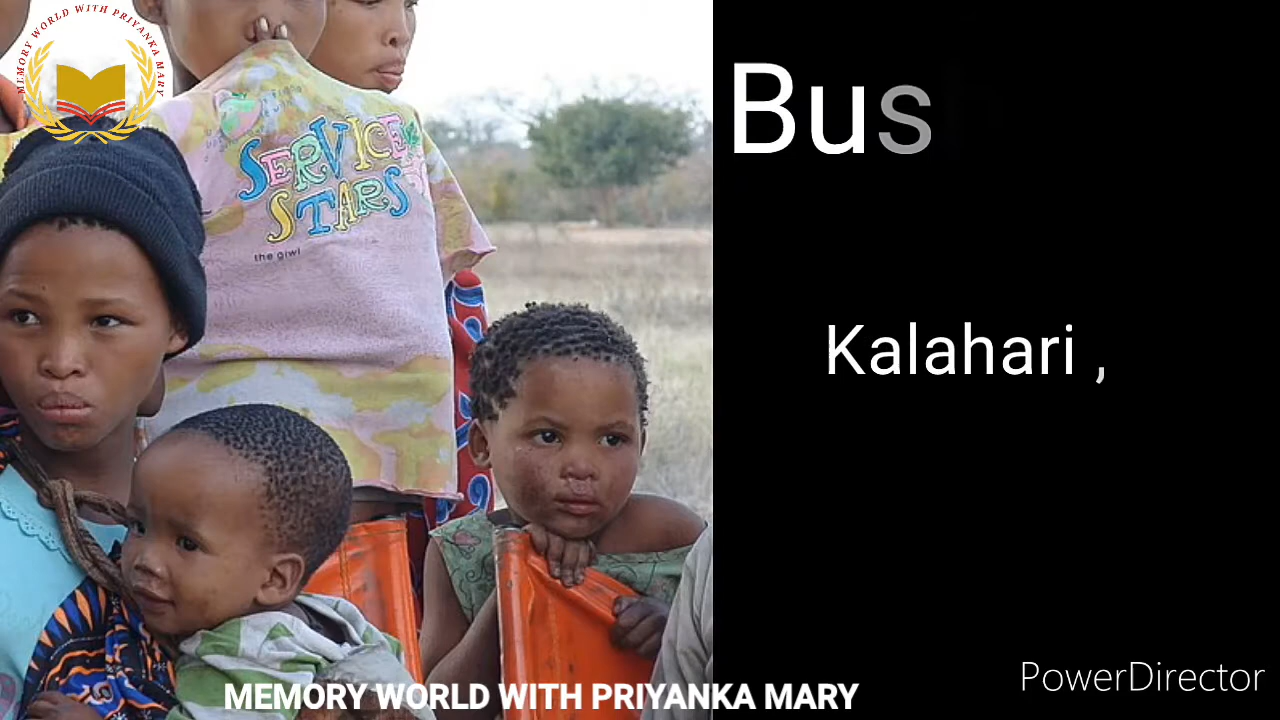 MEMORY WORLD WITH PRIYANKA MARY
SERVICE
STARS
the giwi
Bus
Kalahari ,
MEMORY WORLD WITH PRIYANKA MARY
PowerDirector